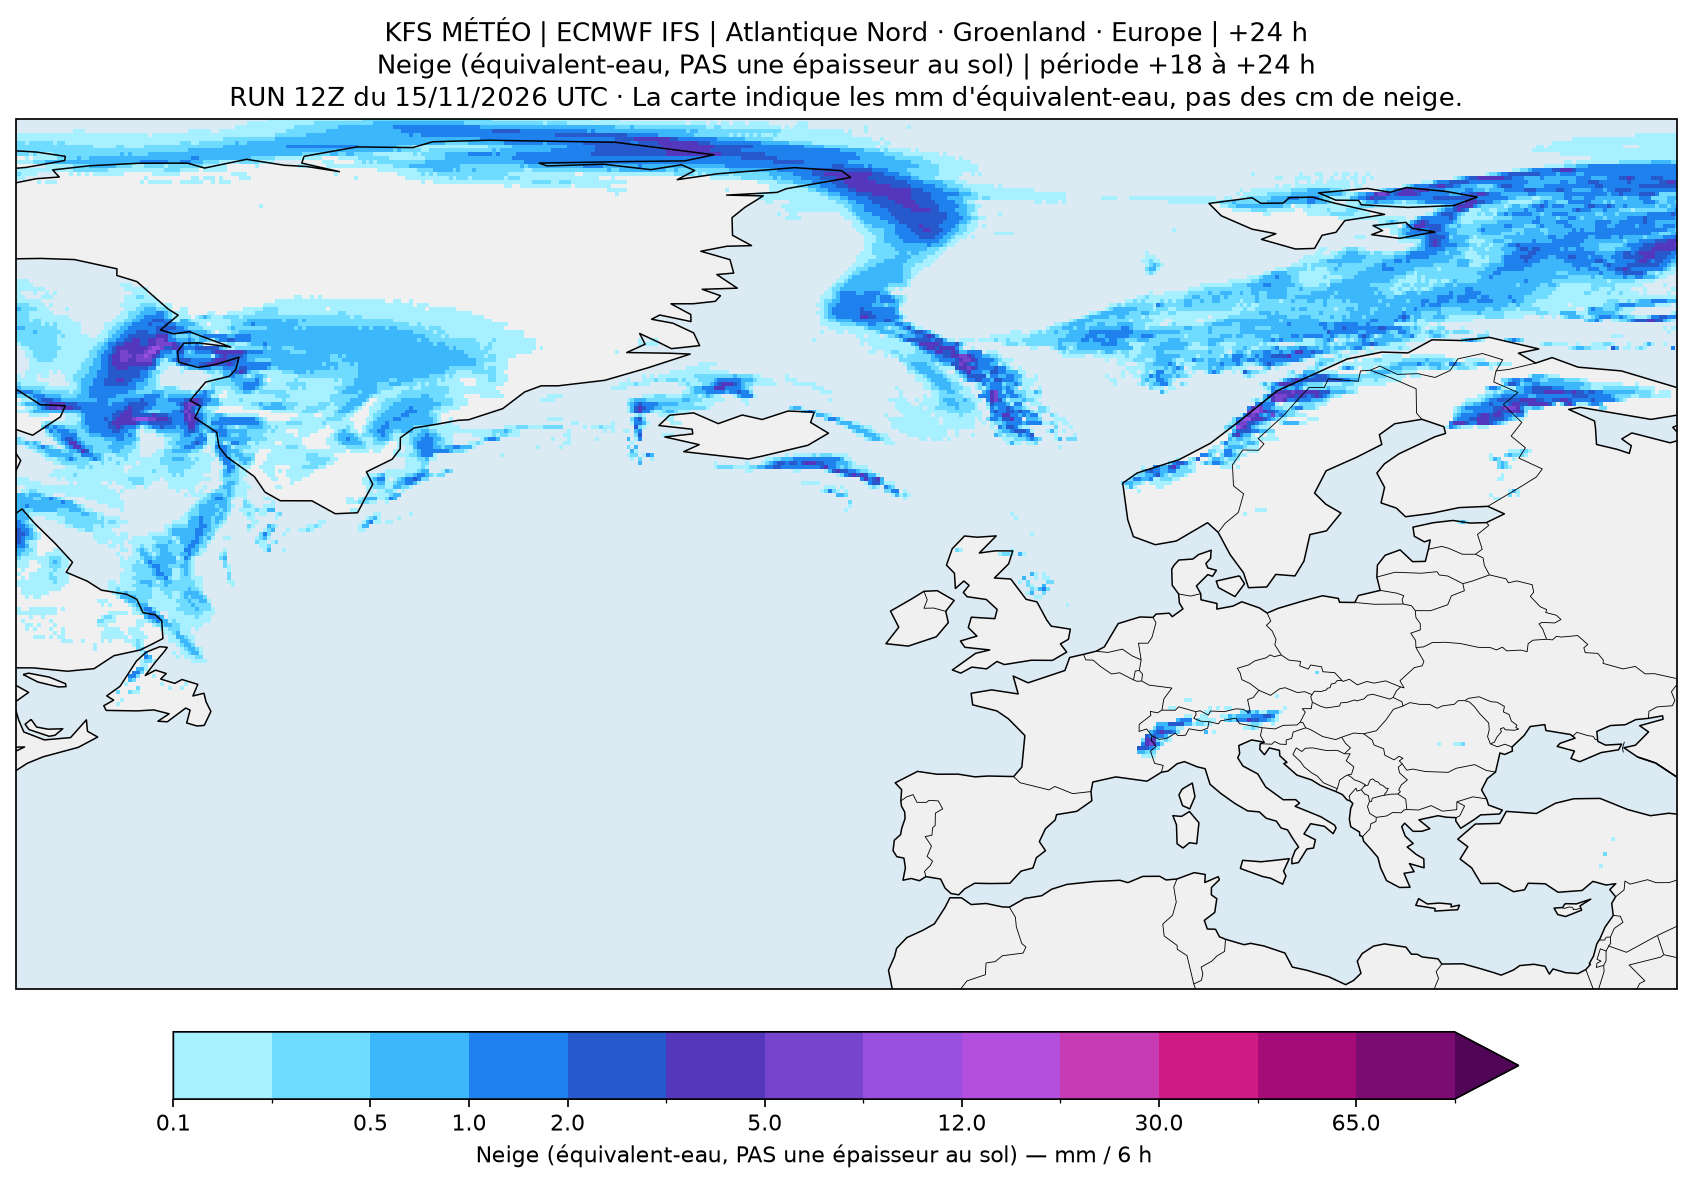 KFS MÉTÉO | ECMWF IFS | Atlantique Nord · Groenland · Europe | +24 h
Neige (équivalent-eau, PAS une épaisseur au sol) | période +18 à +24 h
RUN 12Z du 15/11/2026 UTC · La carte indique les mm d'équivalent-eau, pas des cm de neige.
0.1 0.5 1.0 2.0 5.0 12.0 30.0 65.0
Neige (équivalent-eau, PAS une épaisseur au sol) — mm / 6 h